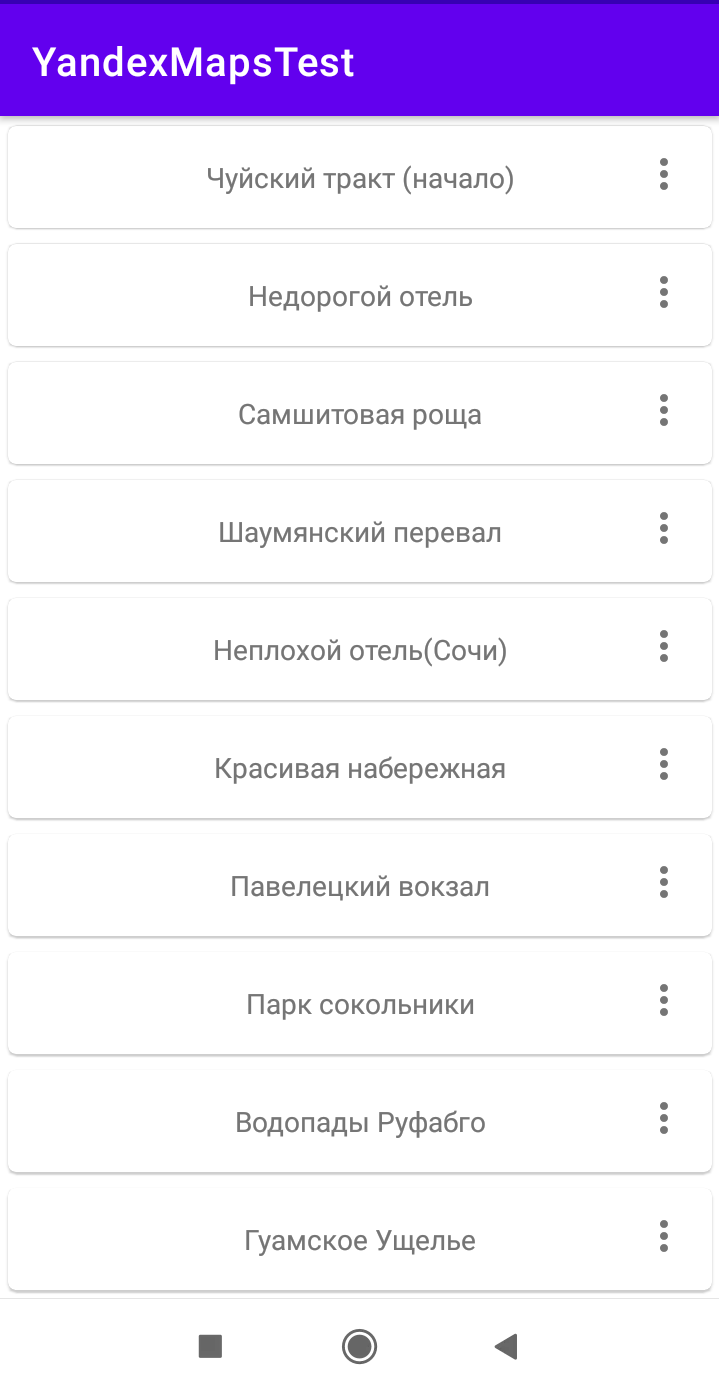 YandexMapsTest
Чуйский тракт (начало)
Недорогой отель
Самшитовая роща
Шаумянский перевал
Неплохой отель(Сочи)
Красивая набережная
Павелецкий вокзал
Парк сокольники
Водопады Руфабго
Гуамское Ущелье